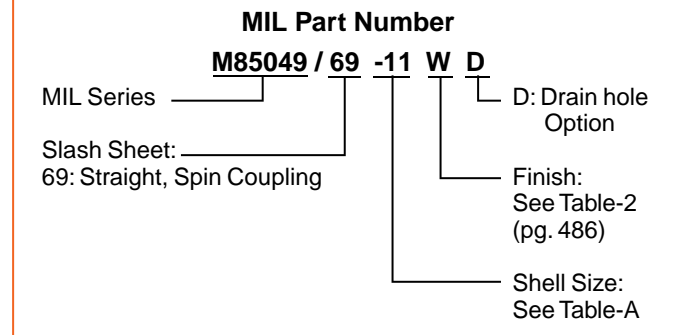 MIL Part Number
M85049 / 69 -11 W D
MIL Series
Slash Sheet:
69: Straight, Spin Coupling
D: Drain hole
Option
Finish:
See Table-2
(pg. 486)
Shell Size:
See Table-A